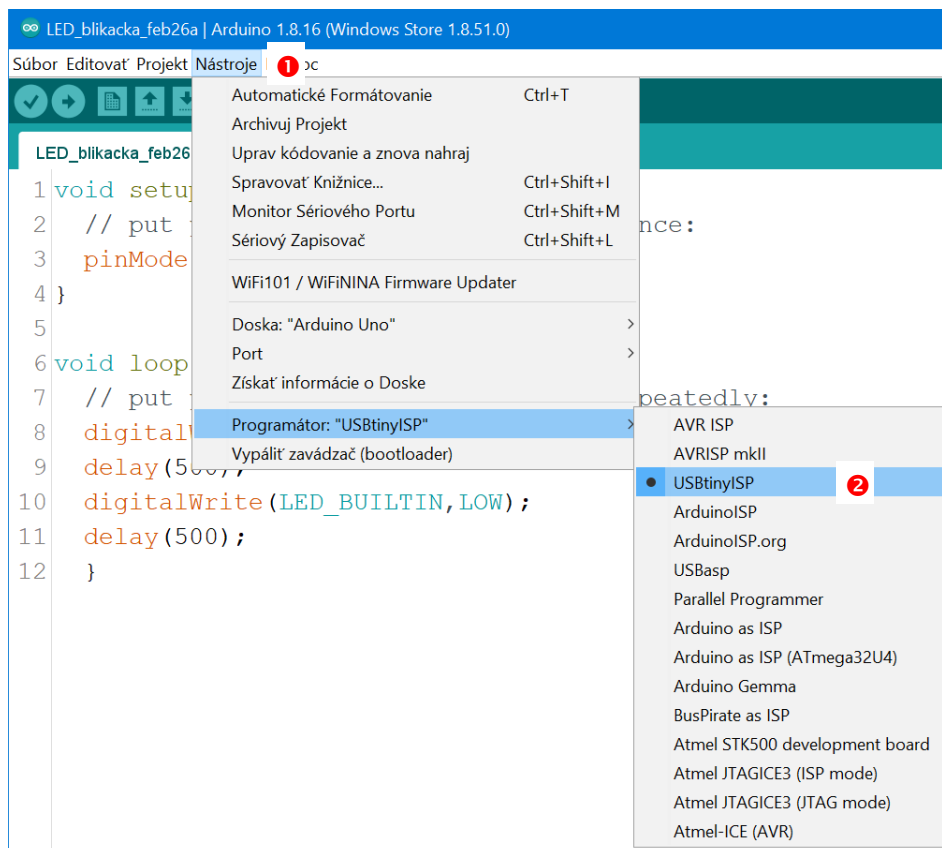 LED_blikacka_feb26a | Arduino 1.8.16 (Windows Store 1.8.51.0)
Súbor Editovať Projekt Nástroje 1 oc
Automatické Formátovanie Ctrl+T
Archivuj Projekt
Uprav kódovanie a znova nahraj
Spravovať Knižnice... Ctrl+Shift+I
Monitor Sériového Portu Ctrl+Shift+M
Sériový Zapisovač Ctrl+Shift+L
WiFi101 / WiFiNINA Firmware Updater
Doska: "Arduino Uno"
Port
Získať informácie o Doske
Programátor: "USBtinyISP"
Vypáliť zavádzač (bootloader)
AVR ISP
AVRISP mkII
USBtinyISP 2
ArduinoISP
ArduinoISP.org
USBasp
Parallel Programmer
Arduino as ISP
Arduino as ISP (ATmega32U4)
Arduino Gemma
BusPirate as ISP
Atmel STK500 development board
Atmel JTAGICE3 (ISP mode)
Atmel JTAGICE3 (JTAG mode)
Atmel-ICE (AVR)
LED_blikacka_feb26
1 void setup
2 // put nce:
3 pinMode
4 }
5
6 void loop
7 // put peatedly:
8 digital
9 delay(500);
10 digitalWrite(LED_BUILTIN,LOW);
11 delay(500);
12 }